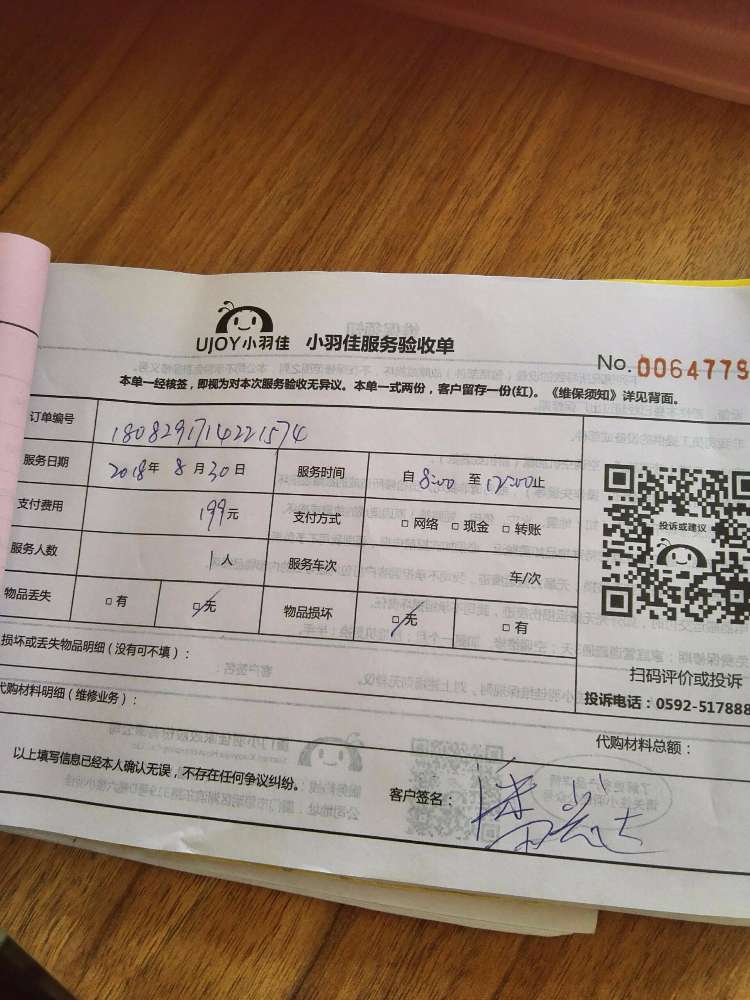 UJOY小羽佳 小羽佳服务验收单
No. 0064779
本单一经核签，即视为对本次服务验收无异议。本单一式两份，客户留存一份(红)。《维保须知》详见背面。
订单编号 1808291714221574
服务日期 2018年 8月30日 服务时间 自 8:00 至 12:00止
支付费用 199元 支付方式 □ 网络 □ 现金 □ 转账
服务人数 1人 服务车次 车/次
物品丢失 □ 有 □ 无 物品损坏 □ 无 □ 有
投诉或建议
损坏或丢失物品明细（没有可不填）：
扫码评价或投诉
投诉电话：0592-517888
代购材料明细（维修业务）：
代购材料总额：
以上填写信息已经本人确认无误，不存在任何争议纠纷。
客户签名：